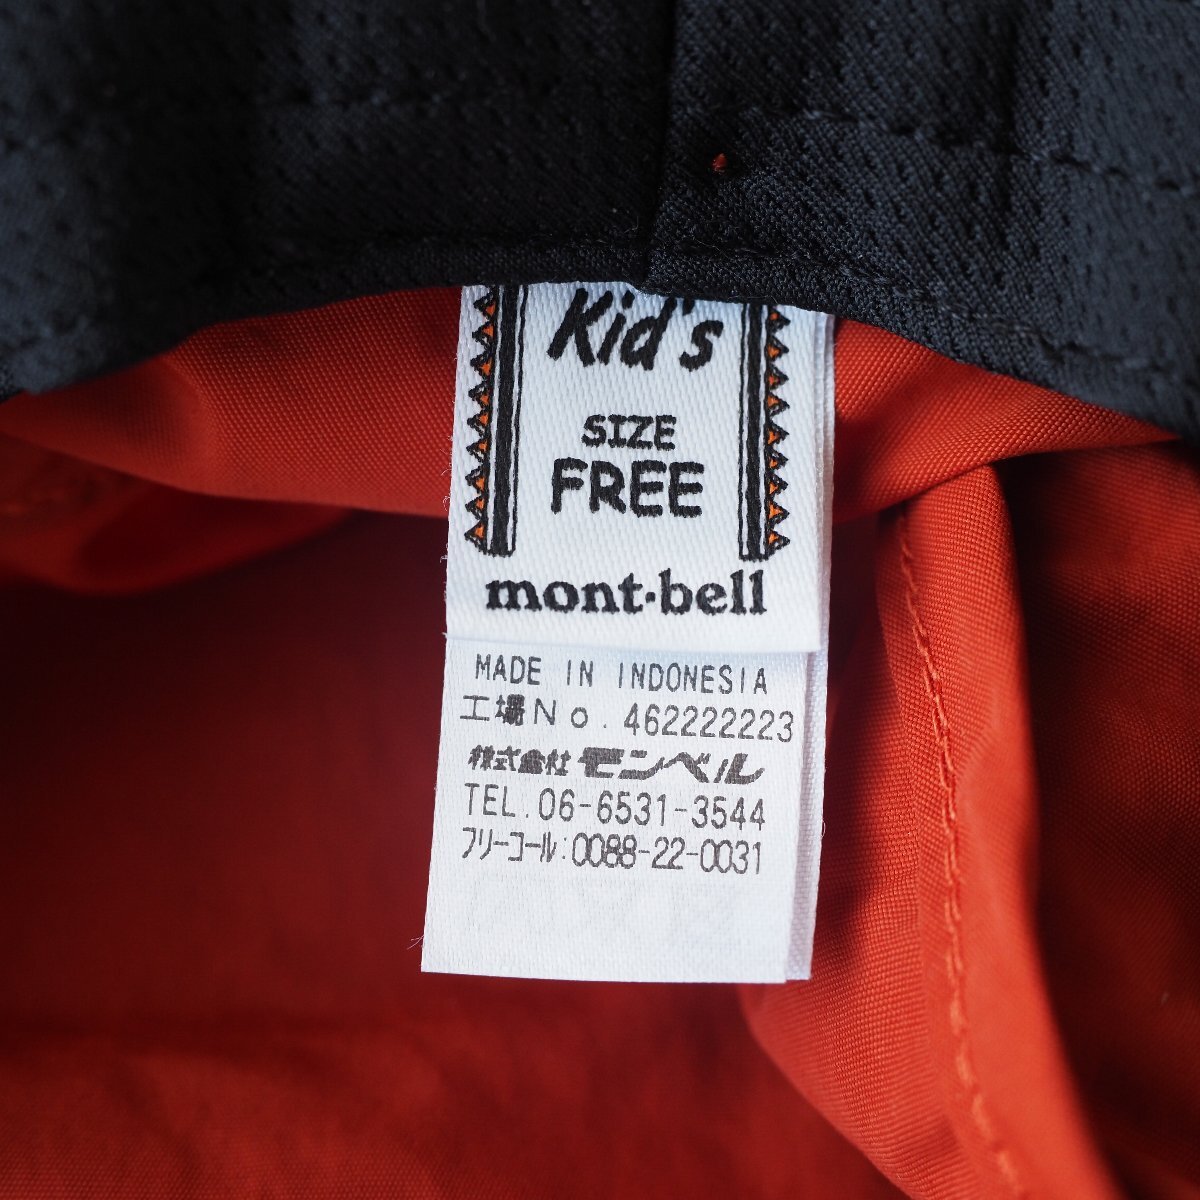 Kid's
SIZE
FREE
mont·bell
MADE IN INDONESIA
工場No.462222223
株式会社モンベル
TEL.06-6531-3544
フリーコール:0088-22-0031